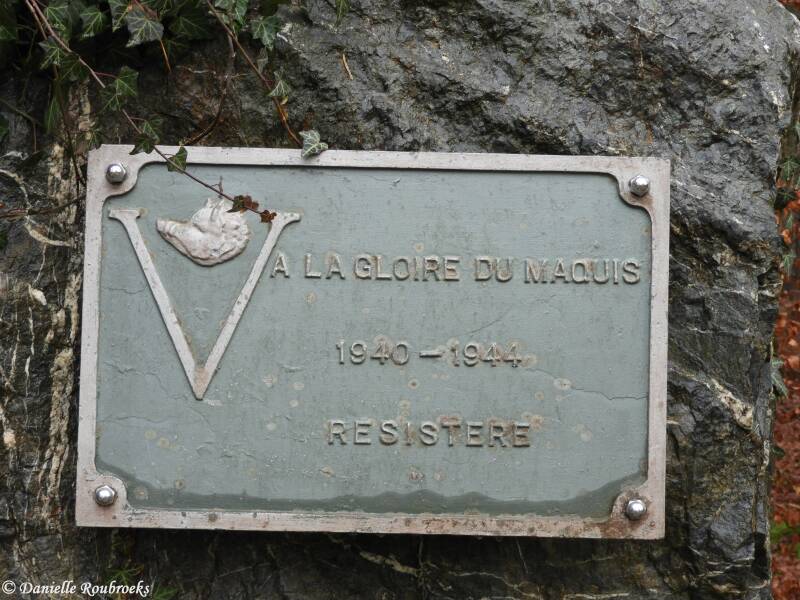 V
A LA GLOIRE DU MAQUIS
1940-1944
RESISTERE
© Danielle Roubroeks